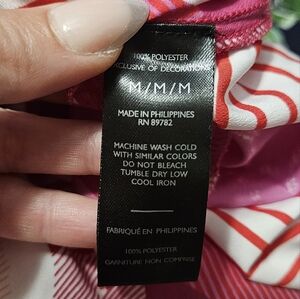 100% POLYESTER
EXCLUSIVE OF DECORATION
M/M/M
MADE IN PHILIPPINES
RN 89782
MACHINE WASH COLD
WITH SIMILAR COLORS
DO NOT BLEACH
TUMBLE DRY LOW
COOL IRON
FABRIQUÉ EN PHILIPPINES
100% POLYESTER
GARNITURE NON COMPRISE